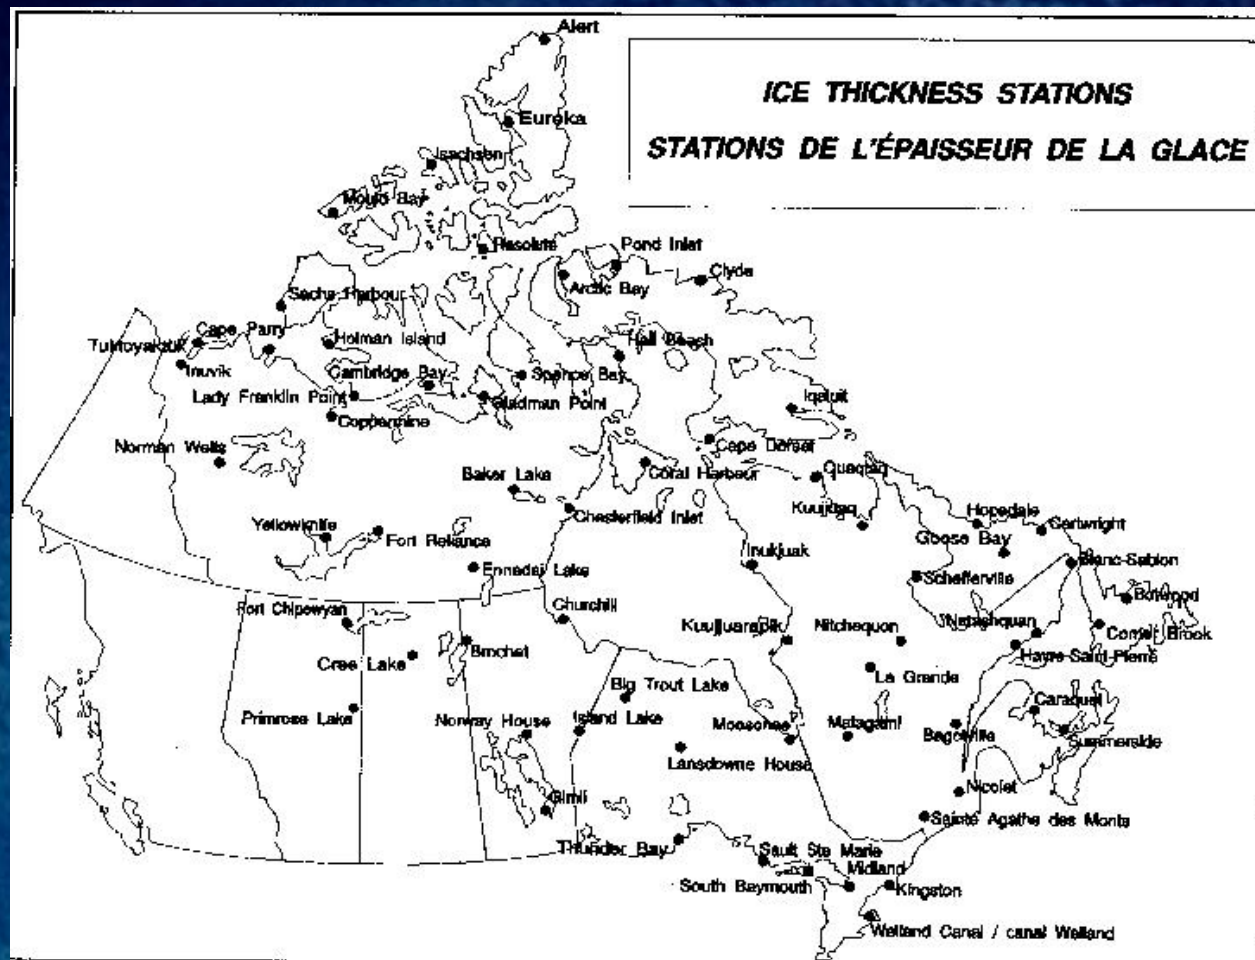 Alert
ICE THICKNESS STATIONS
STATIONS DE L'ÉPAISSEUR DE LA GLACE
Eureka
Isachsen
Mould Bay
Resolute
Pond Inlet
Arctic Bay
Clyde
Sachs Harbour
Cape Parry
Tuktoyaktuk
Holman Island
Hall Beach
Inuvik
Cambridge Bay
Spence Bay
Lady Franklin Point
Gladman Point
Iqaluit
Coppermine
Norman Wells
Cape Dorset
Baker Lake
Coral Harbour
Quaqtaq
Chesterfield Inlet
Kuujjuaq
Hopedale
Yellowknife
Fort Reliance
Cartwright
Goose Bay
Inukjuak
Ennadai Lake
Blanc-Sablon
Schefferville
Fort Chipewyan
Churchill
Botwood
Kuujjuarapik
Nitchequon
Natashquan
Corner Brook
Brochet
Cree Lake
Havre-Saint-Pierre
La Grande
Big Trout Lake
Primrose Lake
Norway House
Island Lake
Moosonee
Matagami
Caraquet
Bagotville
Summerside
Lansdowne House
Gimli
Nicolet
Sainte Agathe des Monts
Thunder Bay
Sault Ste Marie
Midland
South Baymouth
Kingston
Welland Canal / canal Welland